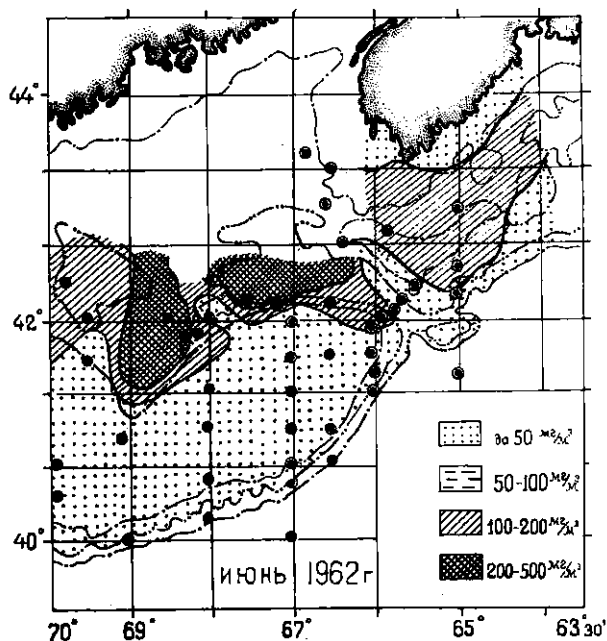 44°
42°
40°
до 50 мг/м³
50-100 мг/м³
100-200 мг/м³
200-500 мг/м³
июнь 1962г
70° 69° 67° 65° 63°30'